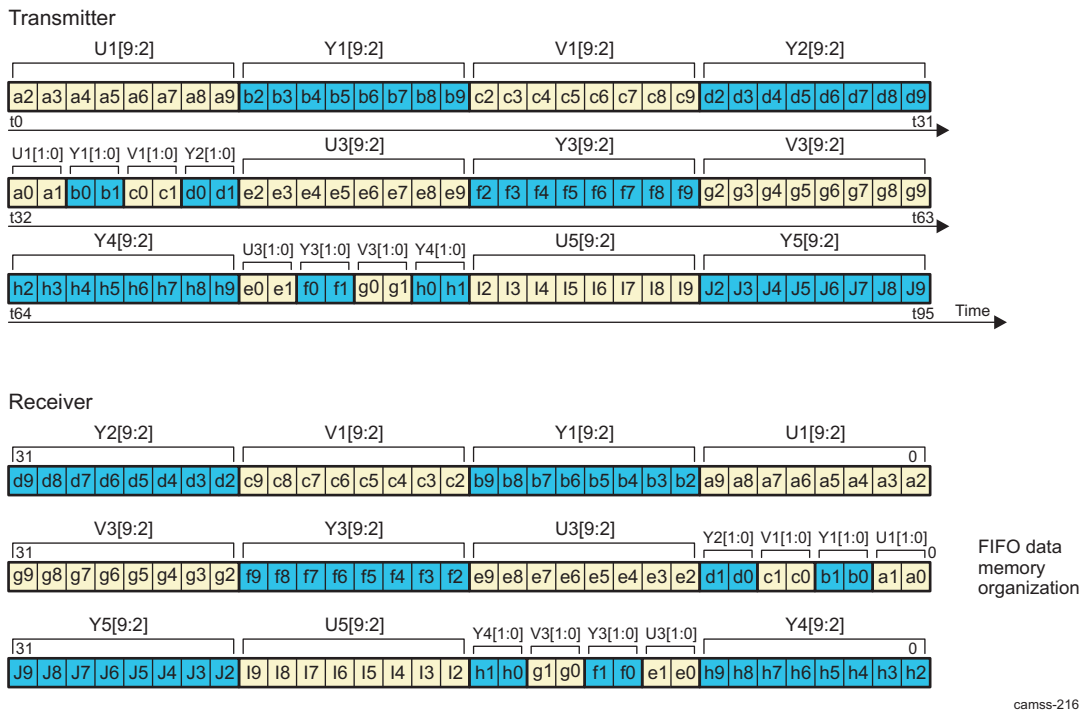 Transmitter
U1[9:2] Y1[9:2] V1[9:2] Y2[9:2]
a2 a3 a4 a5 a6 a7 a8 a9 b2 b3 b4 b5 b6 b7 b8 b9 c2 c3 c4 c5 c6 c7 c8 c9 d2 d3 d4 d5 d6 d7 d8 d9
t0 t31
U1[1:0] Y1[1:0] V1[1:0] Y2[1:0] U3[9:2] Y3[9:2] V3[9:2]
a0 a1 b0 b1 c0 c1 d0 d1 e2 e3 e4 e5 e6 e7 e8 e9 f2 f3 f4 f5 f6 f7 f8 f9 g2 g3 g4 g5 g6 g7 g8 g9
t32 t63
Y4[9:2] U3[1:0] Y3[1:0] V3[1:0] Y4[1:0] U5[9:2] Y5[9:2]
h2 h3 h4 h5 h6 h7 h8 h9 e0 e1 f0 f1 g0 g1 h0 h1 I2 I3 I4 I5 I6 I7 I8 I9 J2 J3 J4 J5 J6 J7 J8 J9
t64 t95 Time
Receiver
Y2[9:2] V1[9:2] Y1[9:2] U1[9:2]
31 0
d9 d8 d7 d6 d5 d4 d3 d2 c9 c8 c7 c6 c5 c4 c3 c2 b9 b8 b7 b6 b5 b4 b3 b2 a9 a8 a7 a6 a5 a4 a3 a2
V3[9:2] Y3[9:2] U3[9:2] Y2[1:0] V1[1:0] Y1[1:0] U1[1:0]
31 0
g9 g8 g7 g6 g5 g4 g3 g2 f9 f8 f7 f6 f5 f4 f3 f2 e9 e8 e7 e6 e5 e4 e3 e2 d1 d0 c1 c0 b1 b0 a1 a0
FIFO data
memory
organization
Y5[9:2] U5[9:2] Y4[1:0] V3[1:0] Y3[1:0] U3[1:0] Y4[9:2]
31 0
J9 J8 J7 J6 J5 J4 J3 J2 I9 I8 I7 I6 I5 I4 I3 I2 h1 h0 g1 g0 f1 f0 e1 e0 h9 h8 h7 h6 h5 h4 h3 h2
camss-216